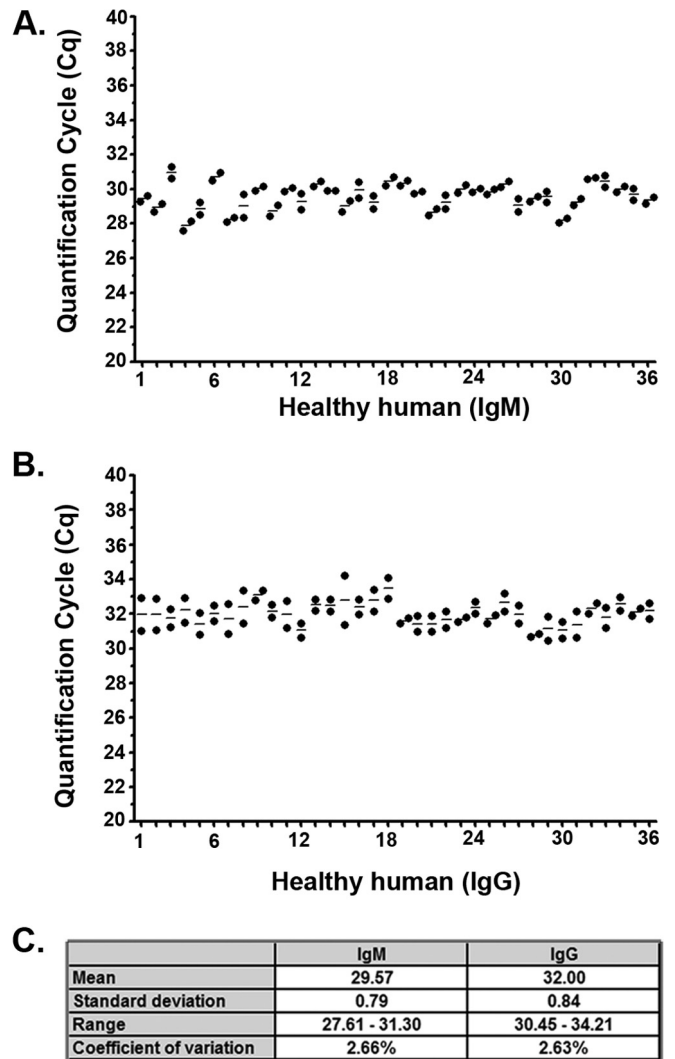 A.
Quantification Cycle (Cq)
40
38
36
34
32
30
28
26
24
22
20
1 6 12 18 24 30 36
Healthy human (IgM)
B.
Quantification Cycle (Cq)
40
38
36
34
32
30
28
26
24
22
20
1 6 12 18 24 30 36
Healthy human (IgG)
C.
IgM IgG
Mean 29.57 32.00
Standard deviation 0.79 0.84
Range 27.61 - 31.30 30.45 - 34.21
Coefficient of variation 2.66% 2.63%